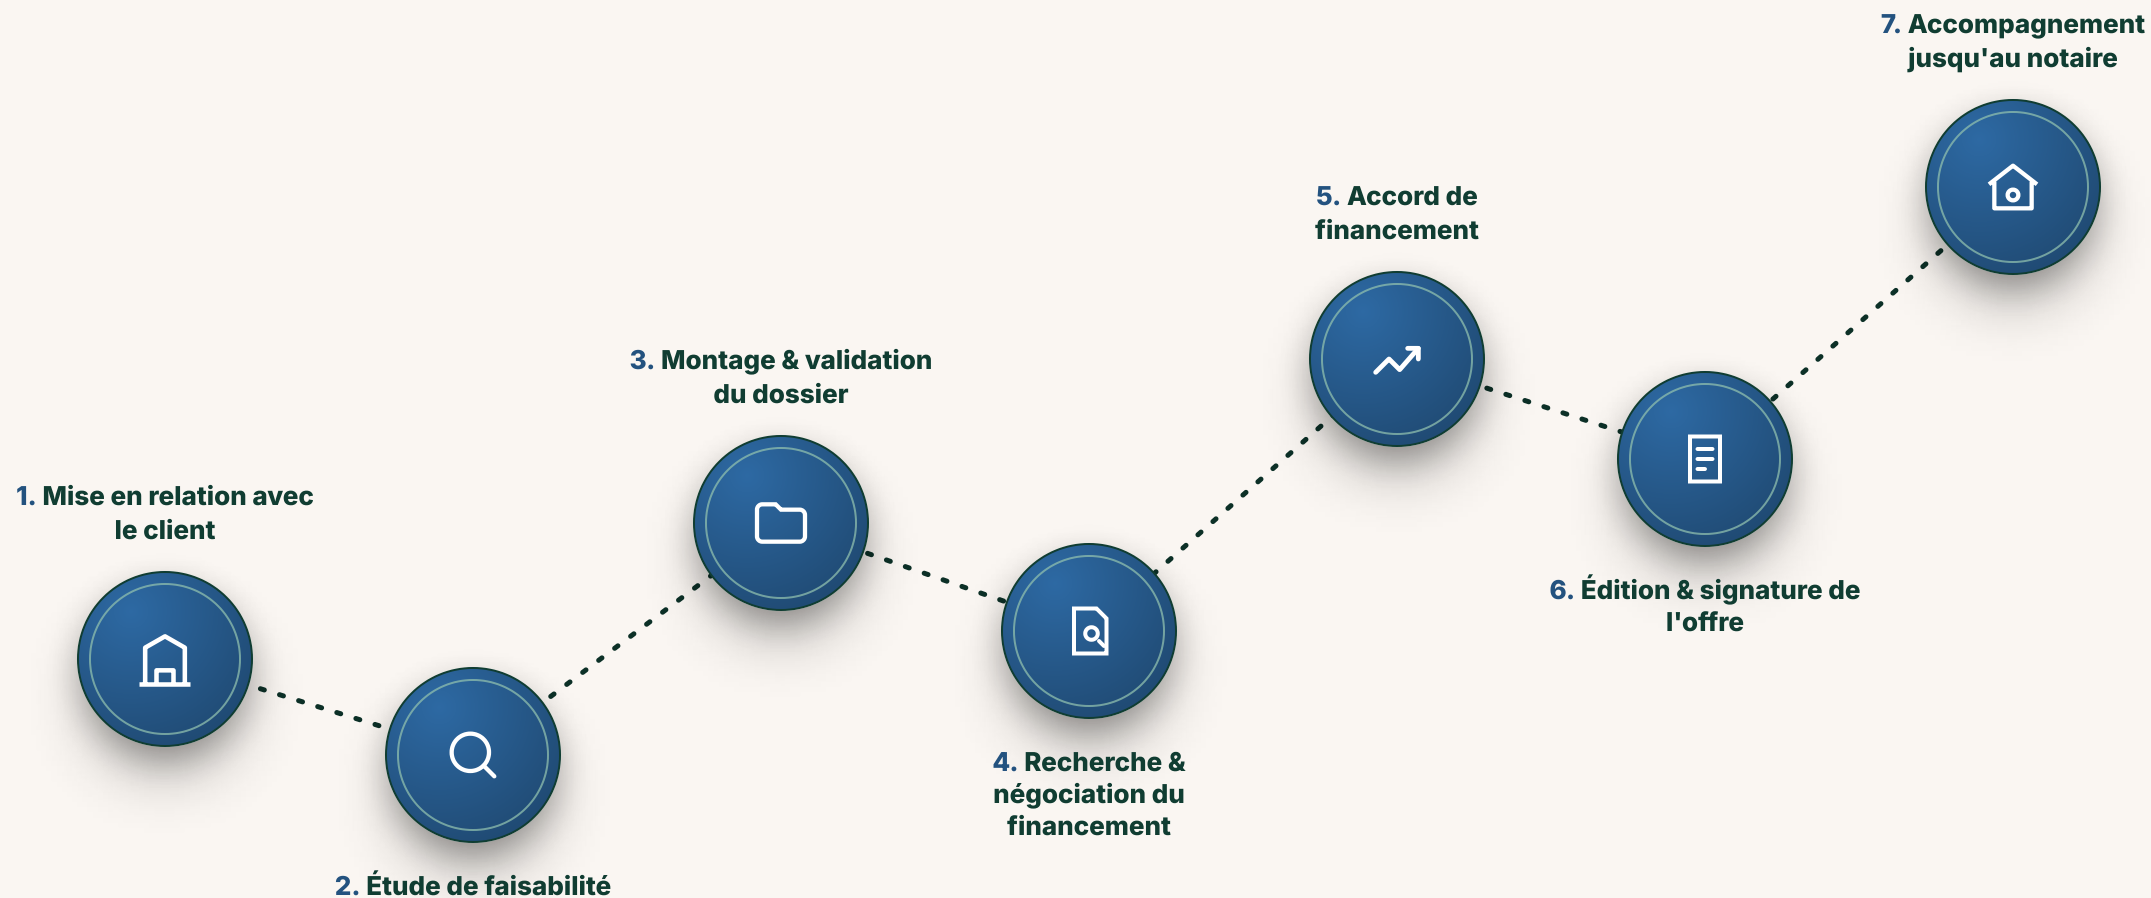 1. Mise en relation avec
le client
2. Étude de faisabilité
3. Montage & validation
du dossier
4. Recherche &
négociation du
financement
5. Accord de
financement
6. Édition & signature de
l'offre
7. Accompagnement
jusqu'au notaire